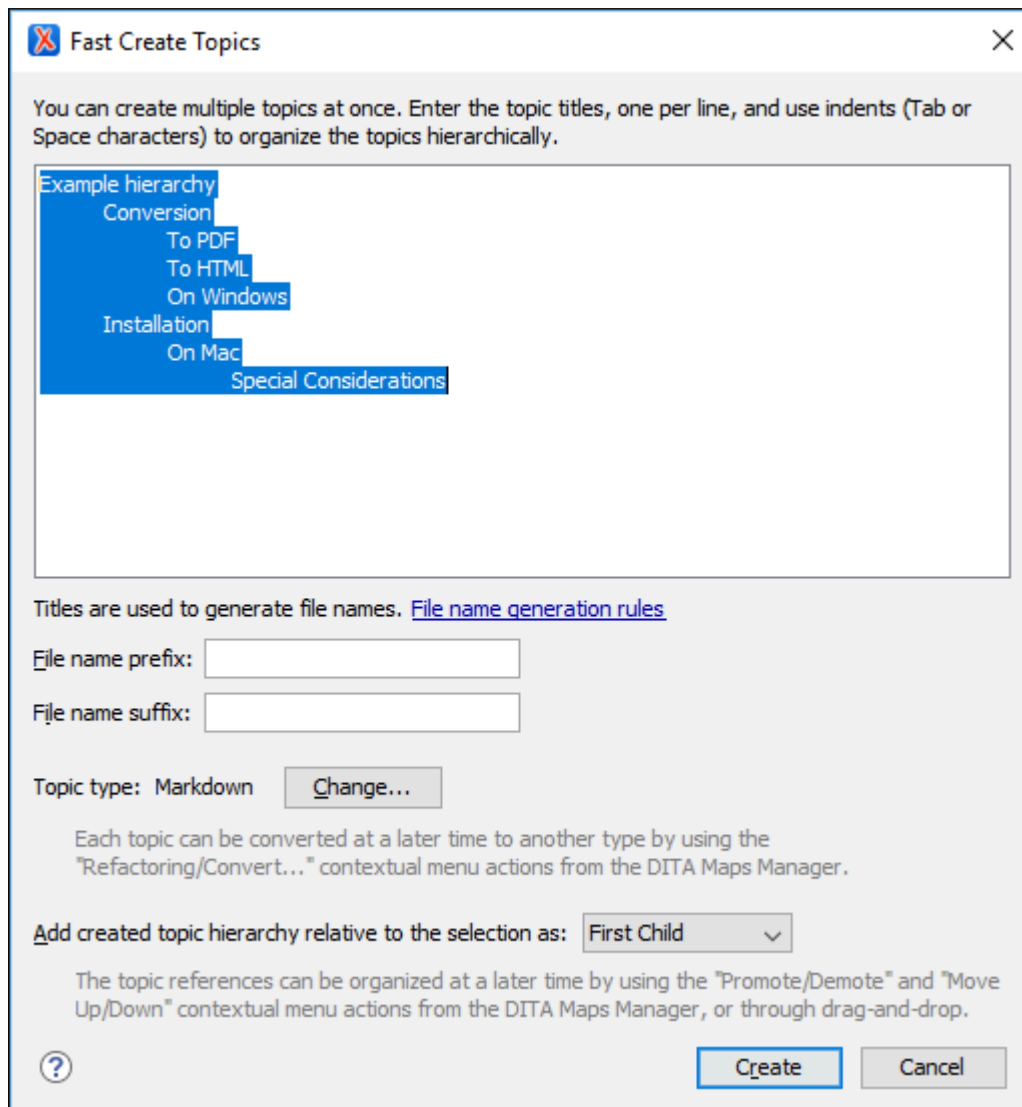 Fast Create Topics
You can create multiple topics at once. Enter the topic titles, one per line, and use indents (Tab or
Space characters) to organize the topics hierarchically.
Example hierarchy
Conversion
To PDF
To HTML
On Windows
Installation
On Mac
Special Considerations
Titles are used to generate file names. File name generation rules
File name prefix:
File name suffix:
Topic type: Markdown Change...
Each topic can be converted at a later time to another type by using the
"Refactoring/Convert..." contextual menu actions from the DITA Maps Manager.
Add created topic hierarchy relative to the selection as: First Child
The topic references can be organized at a later time by using the "Promote/Demote" and "Move
Up/Down" contextual menu actions from the DITA Maps Manager, or through drag-and-drop.
? Create Cancel